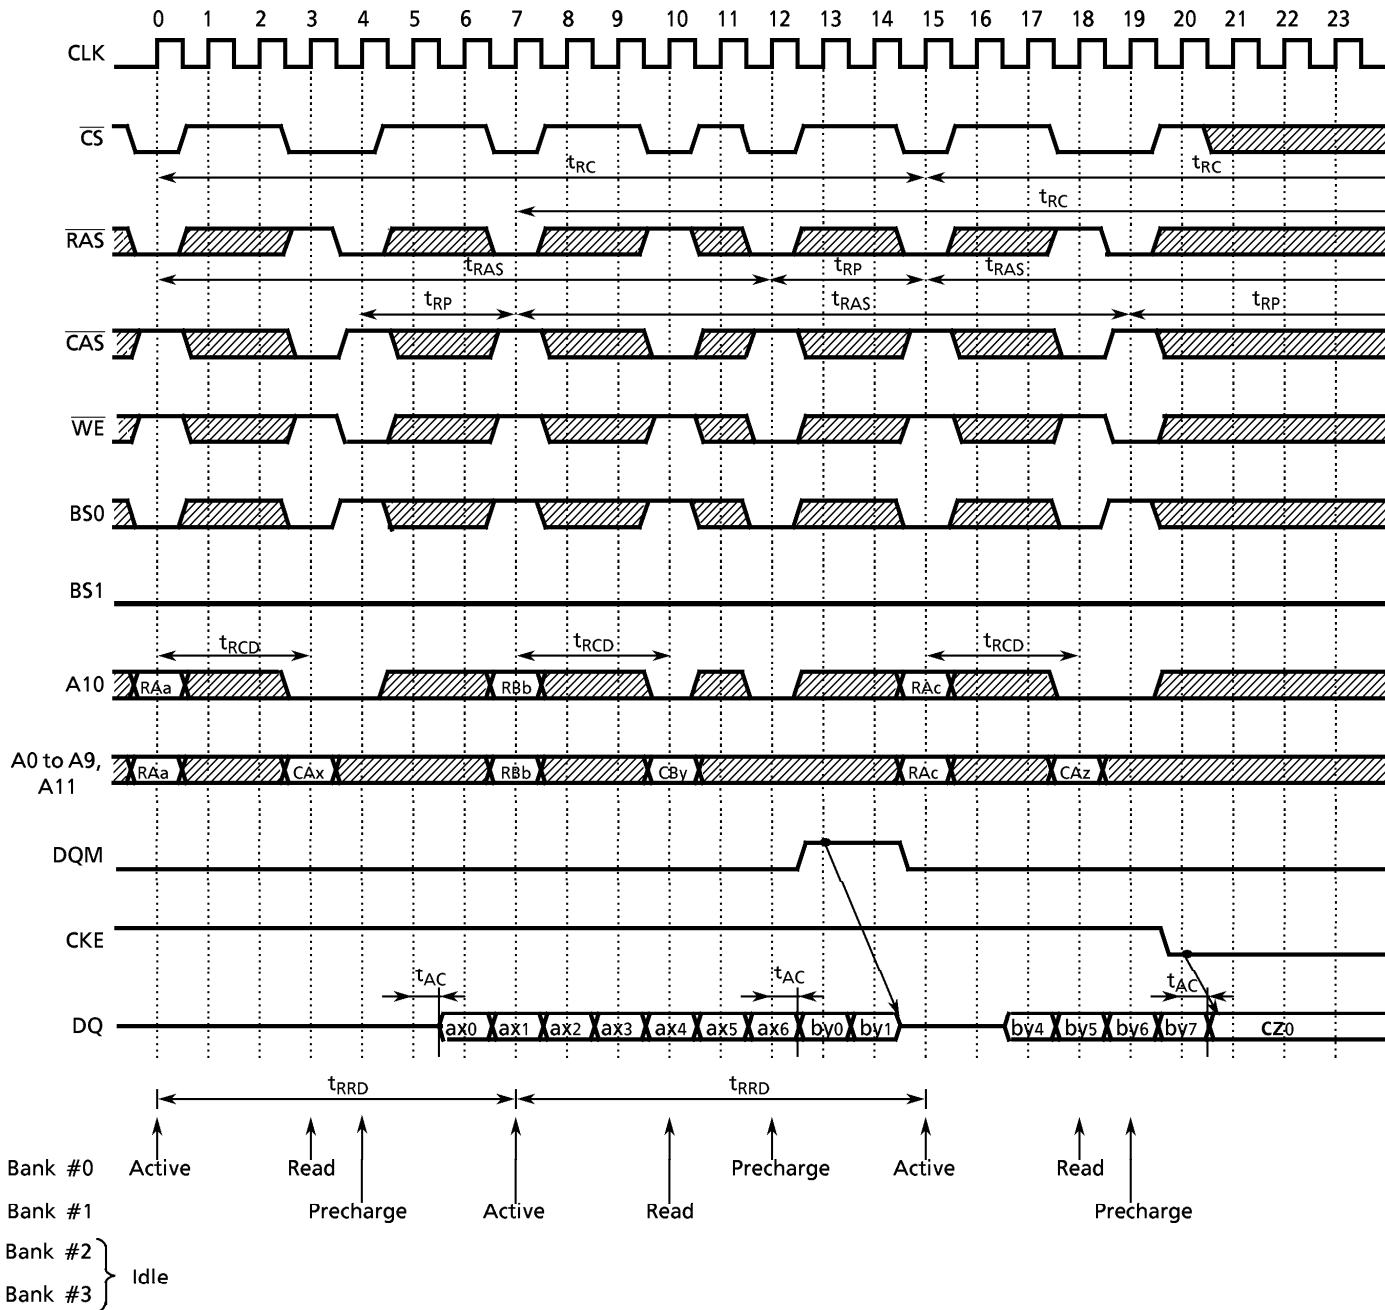 0 1 2 3 4 5 6 7 8 9 10 11 12 13 14 15 16 17 18 19 20 21 22 23
CLK
CS
tRC tRC
tRC
RAS
tRAS tRP tRAS
tRP tRAS tRP
CAS
WE
BS0
BS1
tRCD tRCD tRCD
A10 RAa RBb RAc
A0 to A9,
A11
RAa CAx RBb CBy RAc CAz
DQM
CKE
tAC tAC tAC
DQ ax0 ax1 ax2 ax3 ax4 ax5 ax6 by0 by1 by4 by5 by6 by7 cz0
tRRD tRRD
Bank #0 Active Read Precharge Active Read
Bank #1 Precharge Active Read Precharge
Bank #2
Idle
Bank #3